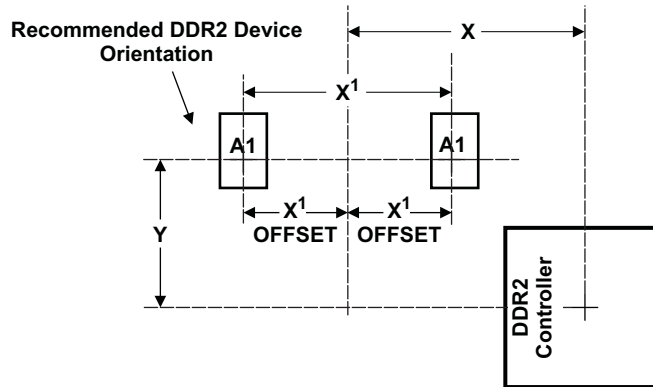 Recommended DDR2 Device
Orientation
X
X¹
A1
A1
X¹
X¹
OFFSET
OFFSET
Y
DDR2
Controller